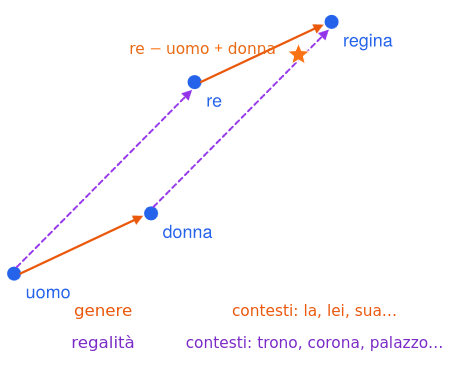 regina
re − uomo + donna
re
donna
uomo
genere contesti: la, lei, sua…
regalità contesti: trono, corona, palazzo…